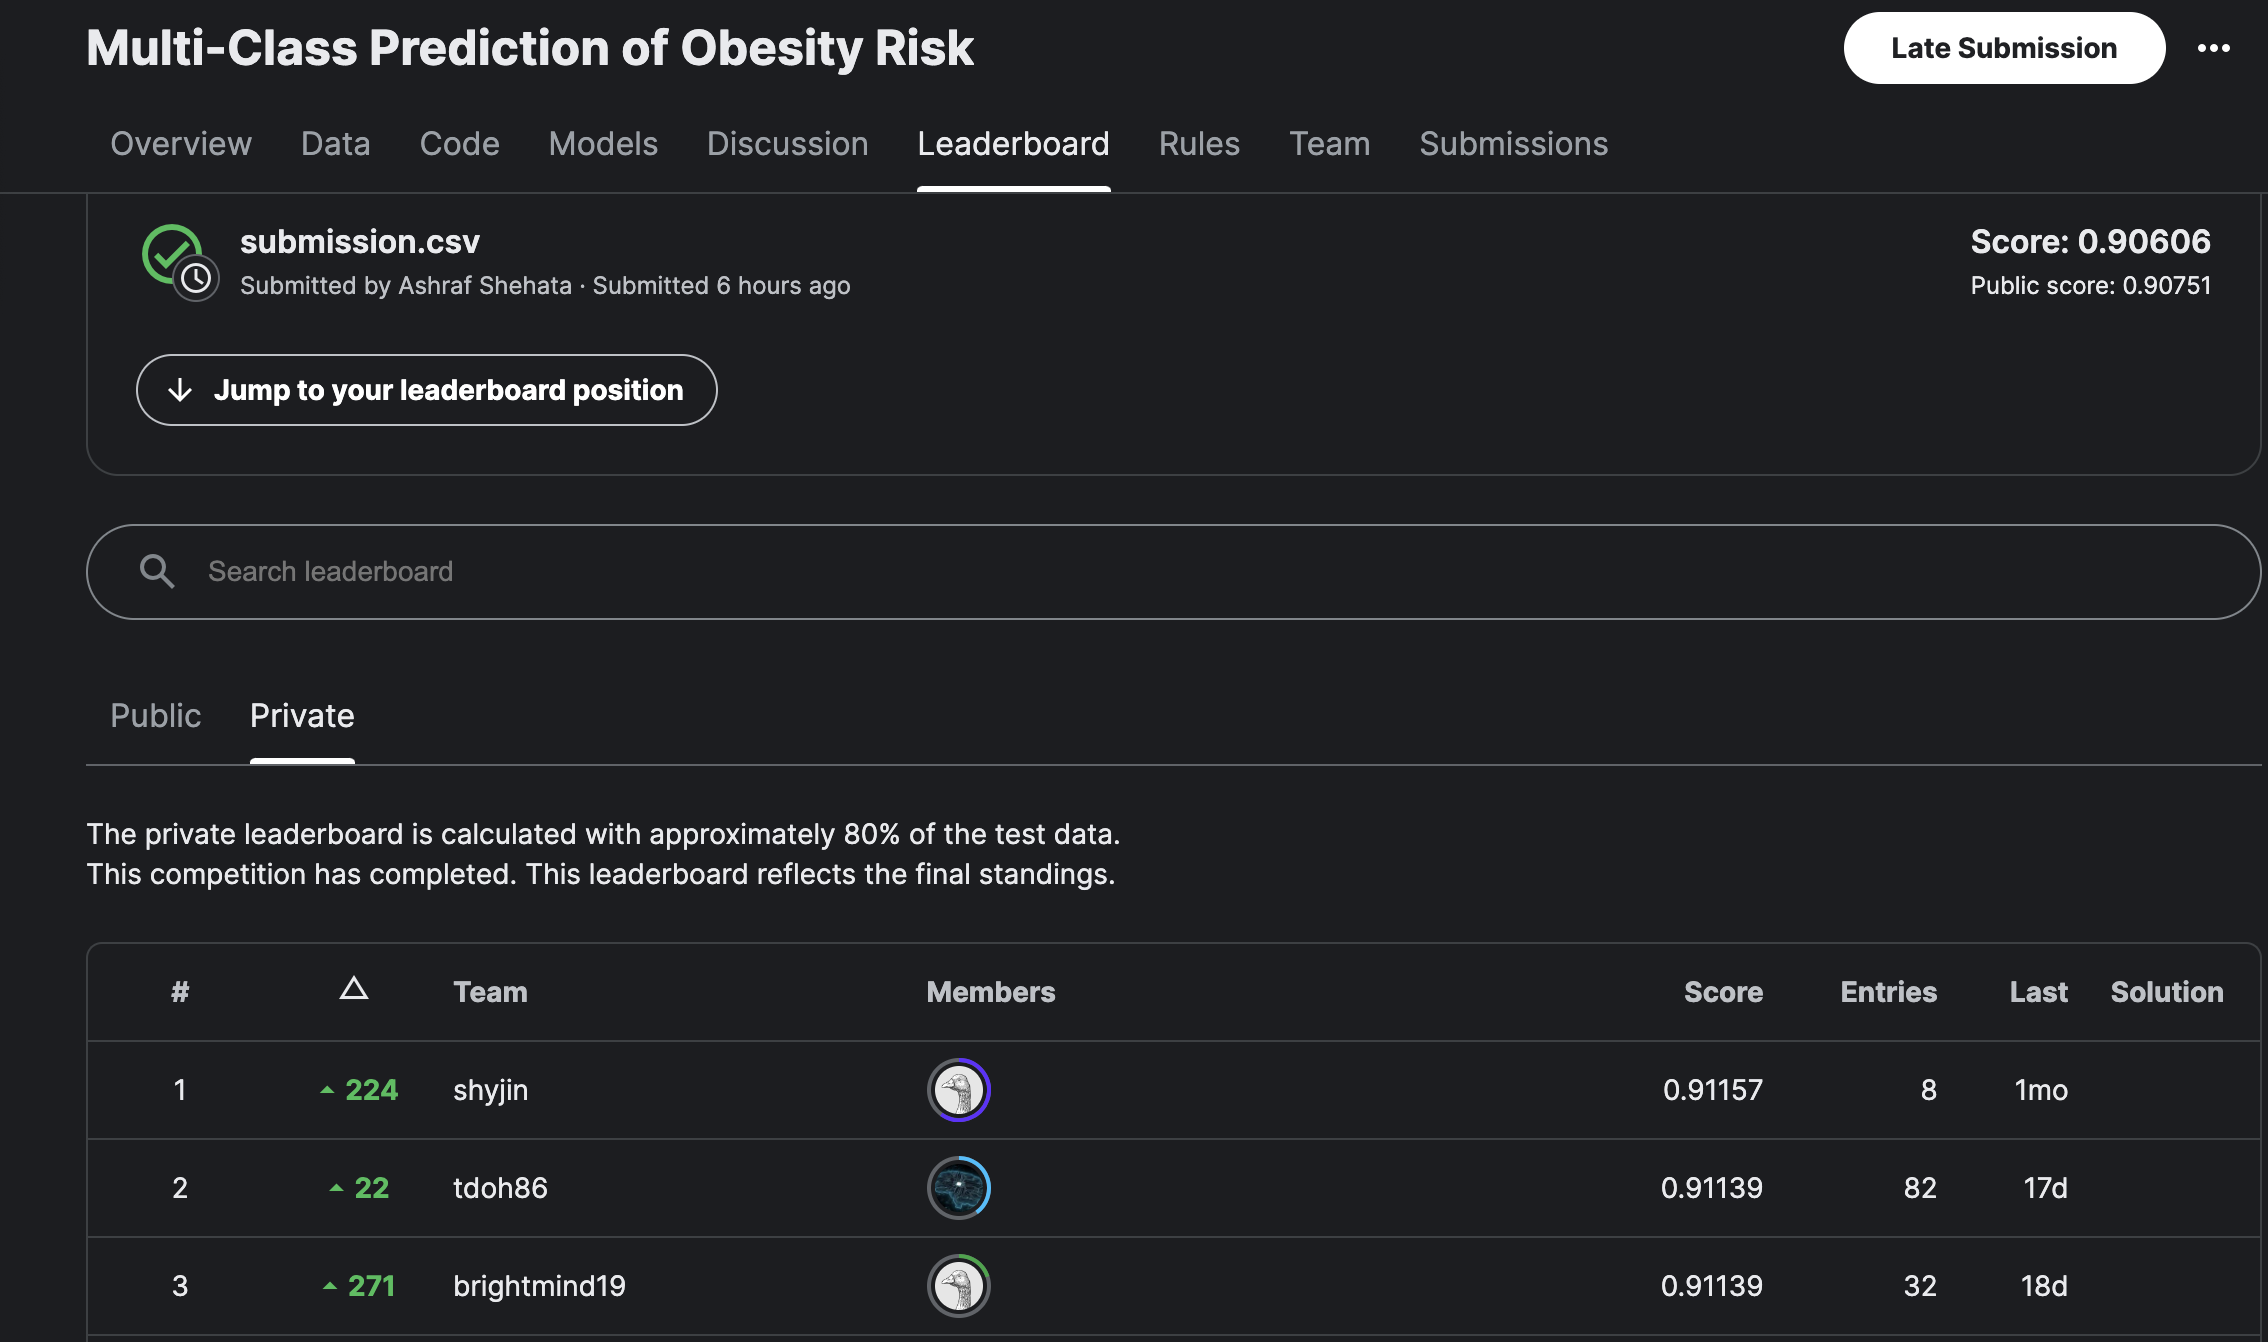 Multi-Class Prediction of Obesity Risk
Late Submission
Overview Data Code Models Discussion Leaderboard Rules Team Submissions
submission.csv
Score: 0.90606
Submitted by Ashraf Shehata · Submitted 6 hours ago
Public score: 0.90751
Jump to your leaderboard position
Search leaderboard
Public Private
The private leaderboard is calculated with approximately 80% of the test data.
This competition has completed. This leaderboard reflects the final standings.
# △ Team Members Score Entries Last Solution
1 224 shyjin 0.91157 8 1mo
2 22 tdoh86 0.91139 82 17d
3 271 brightmind19 0.91139 32 18d